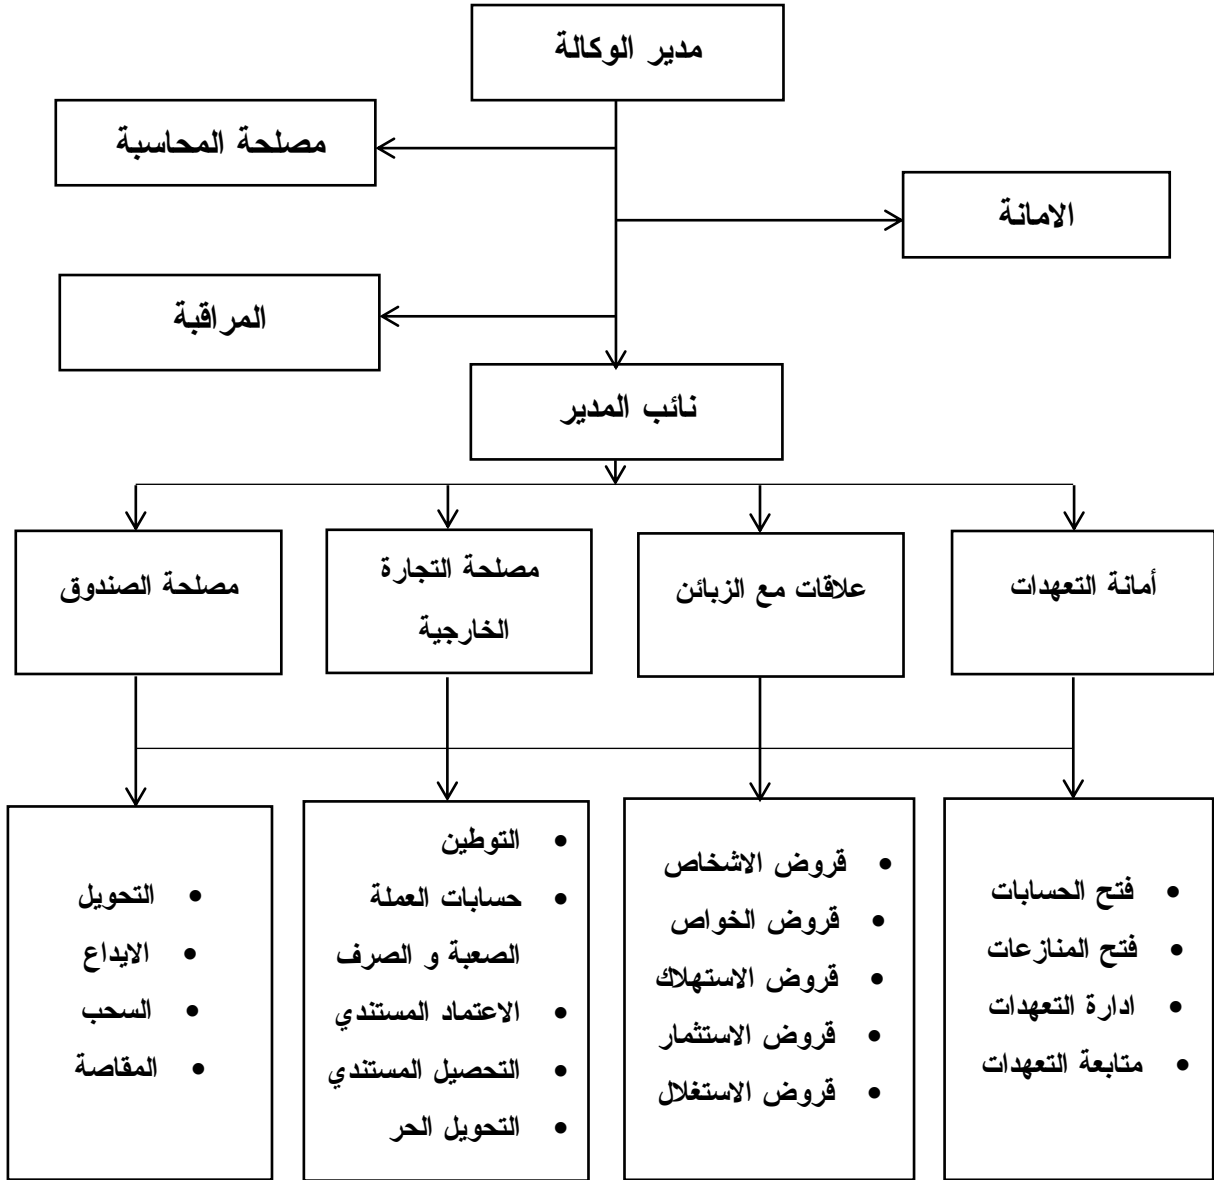 مدير الوكالة
مصلحة المحاسبة
الامانة
المراقبة
نائب المدير
أمانة التعهدات
علاقات مع الزبائن
مصلحة التجارة
الخارجية
مصلحة الصندوق
• فتح الحسابات
• فتح المنازعات
• ادارة التعهدات
• متابعة التعهدات
• قروض الاشخاص
• قروض الخواص
• قروض الاستهلاك
• قروض الاستثمار
• قروض الاستغلال
• التوطين
• حسابات العملة
الصعبة و الصرف
• الاعتماد المستندي
• التحصيل المستندي
• التحويل الحر
• التحويل
• الايداع
• السحب
• المقاصة